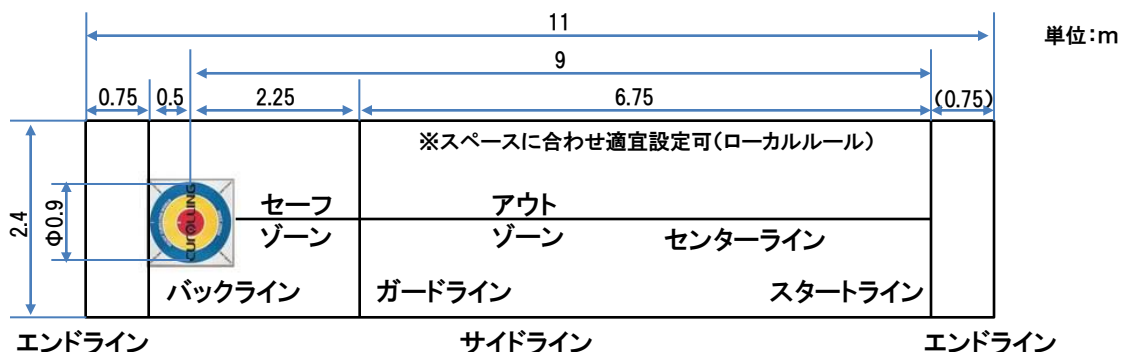 11
単位:m
9
0.75
0.5
2.25
6.75
(0.75)
※スペースに合わせ適宜設定可(ローカルルール)
2.4
Φ0.9
CUROLLING
セーフ
ゾーン
アウト
ゾーン
センターライン
バックライン
ガードライン
スタートライン
エンドライン
サイドライン
エンドライン